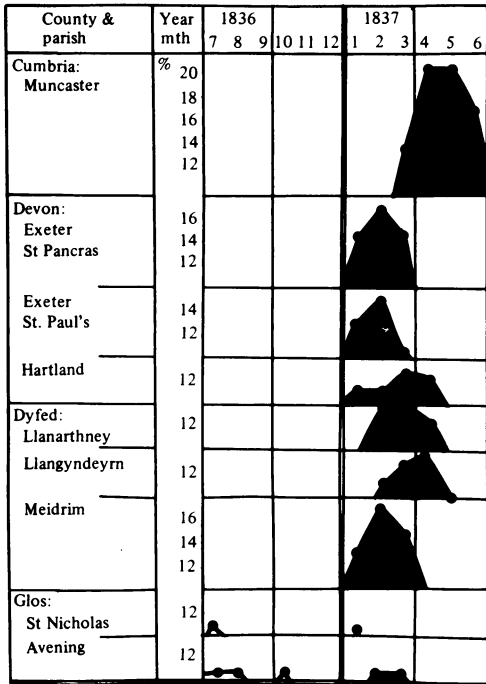 County & Year 1836 1837
parish mth 7 8 9 10 11 12 1 2 3 4 5 6
Cumbria: % 20
Muncaster
18
16
14
12
Devon:
Exeter 16
St Pancras 14
12
Exeter 14
St. Paul's 12
Hartland 12
Dyfed: 12
Llanarthney
Llangyndeyrn 12
Meidrim 16
14
12
Glos:
St Nicholas 12
Avening 12